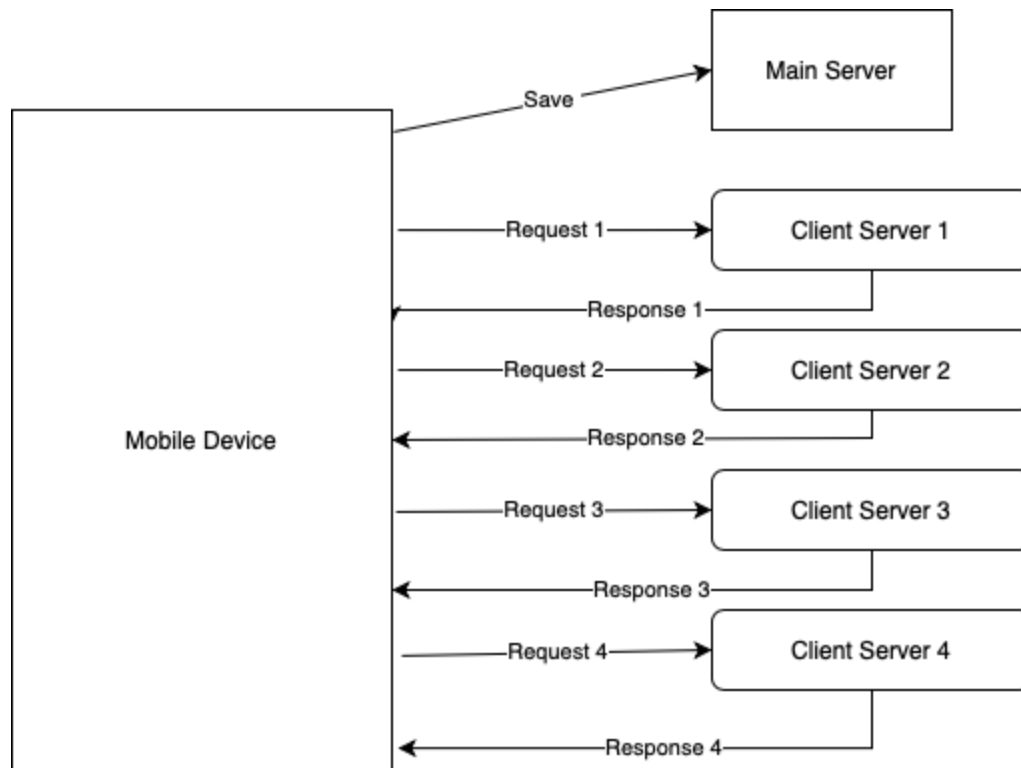 Main Server
Save
Request 1
Client Server 1
Response 1
Request 2
Client Server 2
Mobile Device
Response 2
Request 3
Client Server 3
Response 3
Request 4
Client Server 4
Response 4